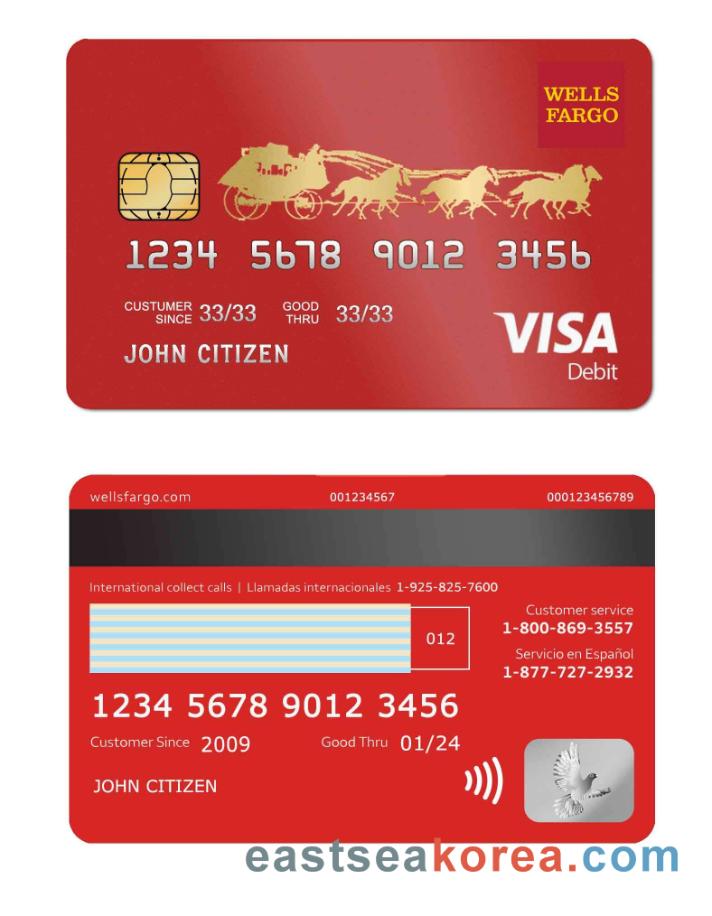 WELLS
FARGO
1234 5678 9012 3456
CUSTUMER SINCE 33/33 GOOD THRU 33/33
JOHN CITIZEN
VISA
Debit
wellsfargo.com 001234567 000123456789
International collect calls | Llamadas internacionales 1-925-825-7600
012
Customer service
1-800-869-3557
Servicio en Español
1-877-727-2932
1234 5678 9012 3456
Customer Since 2009 Good Thru 01/24
JOHN CITIZEN
eastseakorea.com